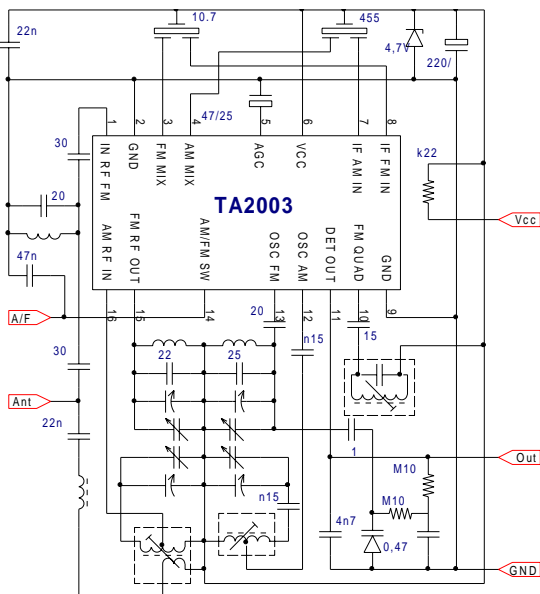 10.7
455
22n
4,7V
220/
47/25
1
2
3
4
5
6
7
8
30
IN RF FM
GND
FM MIX
AM MIX
AGC
VCC
IF AM IN
IF FM IN
k22
20
TA2003
Vcc
AM RF IN
FM RF OUT
AM/FM SW
OSC FM
OSC AM
DET OUT
FM QUAD
GND
47n
A/F
16
15
14
13
12
11
10
9
20
n15
15
30
22
25
Ant
22n
1
Out
M10
n15
M10
4n7
0,47
GND